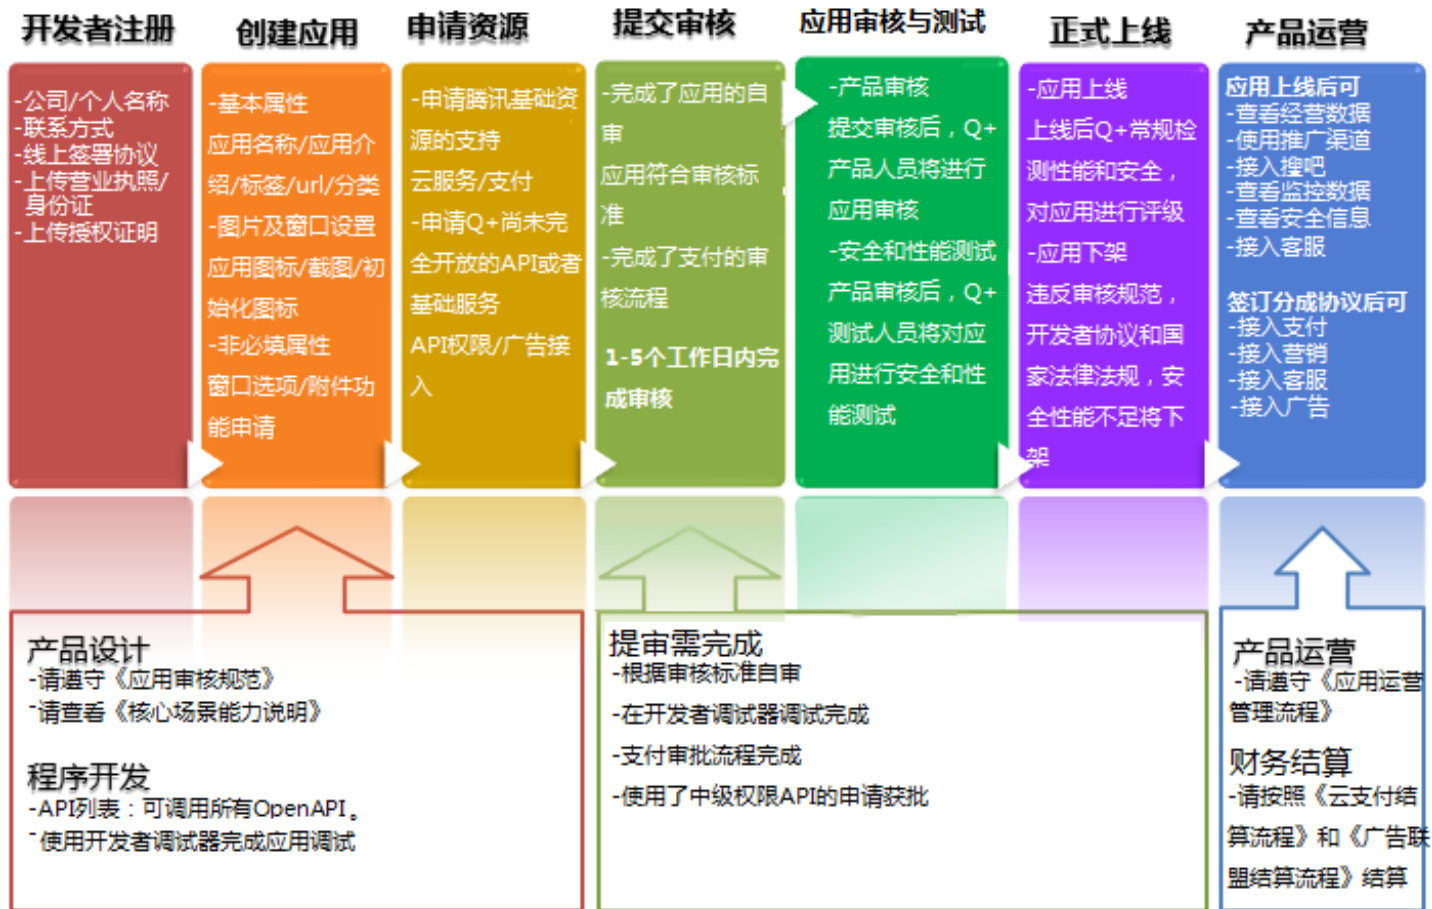 开发者注册
-公司/个人名称
-联系方式
-线上签署协议
-上传营业执照/
身份证
-上传授权证明
创建应用
-基本属性
应用名称/应用介
绍/标签/url/分类
-图片及窗口设置
应用图标/截图/初
始化图标
-非必填属性
窗口选项/附件功
能申请
申请资源
-申请腾讯基础资
源的支持
云服务/支付
-申请Q+尚未完
全开放的API或者
基础服务
API权限/广告接
入
提交审核
-完成了应用的自
审
应用符合审核标
准
-完成了支付的审
核流程
1-5个工作日内完
成审核
应用审核与测试
-产品审核
提交审核后，Q+
产品人员将进行
应用审核
-安全和性能测试
产品审核后，Q+
测试人员将对应
用进行安全和性
能测试
正式上线
-应用上线
上线后Q+常规检
测性能和安全，
对应用进行评级
-应用下架
违反审核规范，
开发者协议和国
家法律法规，安
全性能不足将下
架
产品运营
应用上线后可
-查看经营数据
-使用推广渠道
-接入搜吧
-查看监控数据
-查看安全信息
-接入客服
签订分成协议后可
-接入支付
-接入营销
-接入客服
-接入广告
产品设计
-请遵守《应用审核规范》
-请查看《核心场景能力说明》
程序开发
-API列表：可调用所有OpenAPI。
-使用开发者调试器完成应用调试
提审需完成
-根据审核标准自审
-在开发者调试器调试完成
-支付审批流程完成
-使用了中级权限API的申请获批
产品运营
-请遵守《应用运营
管理流程》
财务结算
-请按照《云支付结
算流程》和《广告联
盟结算流程》结算